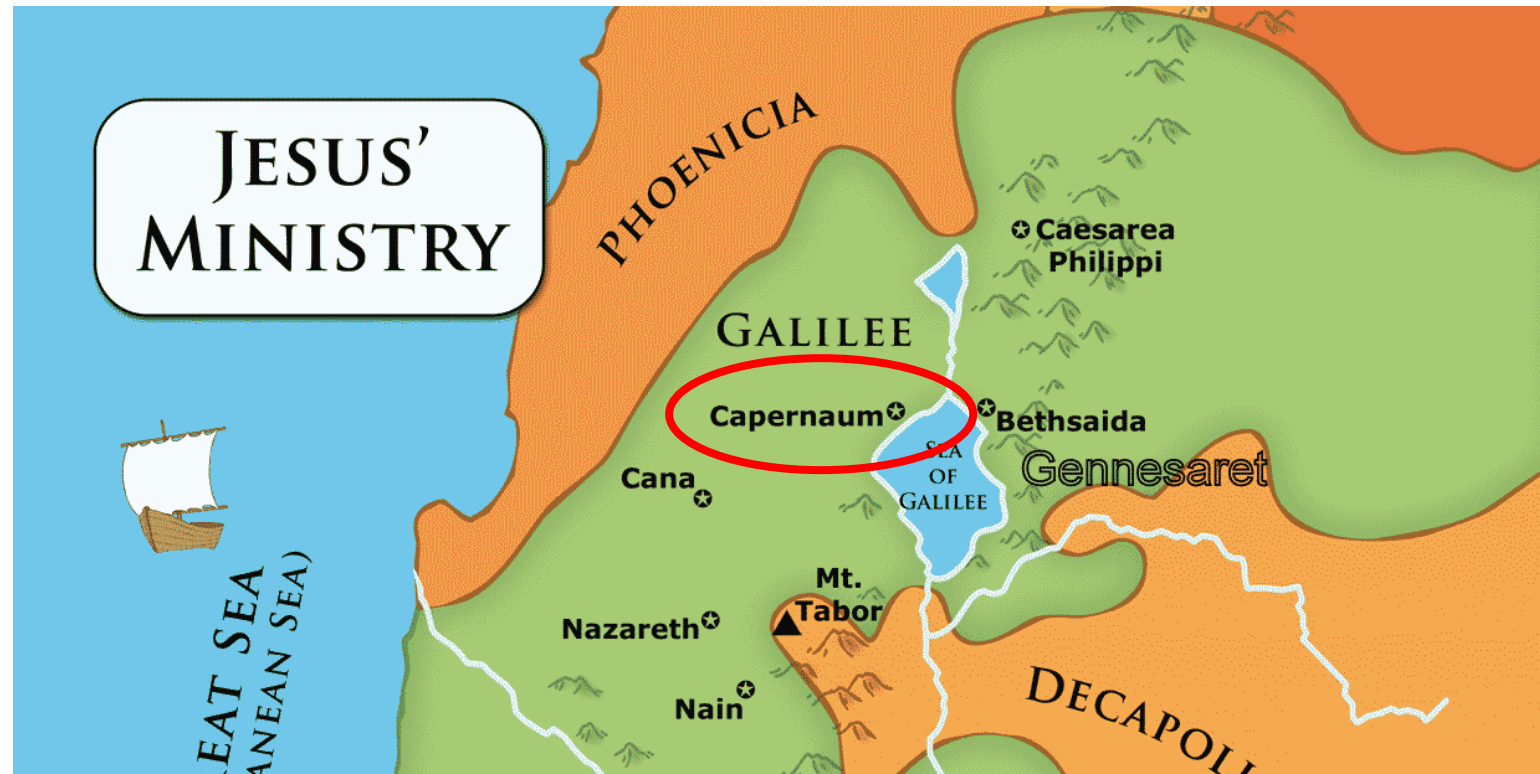 JESUS'
MINISTRY
PHOENICIA
Caesarea
Philippi
GALILEE
Capernaum
Bethsaida
SEA
OF
GALILEE
Gennesaret
Cana
Mt.
Tabor
Nazareth
Nain
DECAPOLI
EAT SEA
ANEAN SEA)